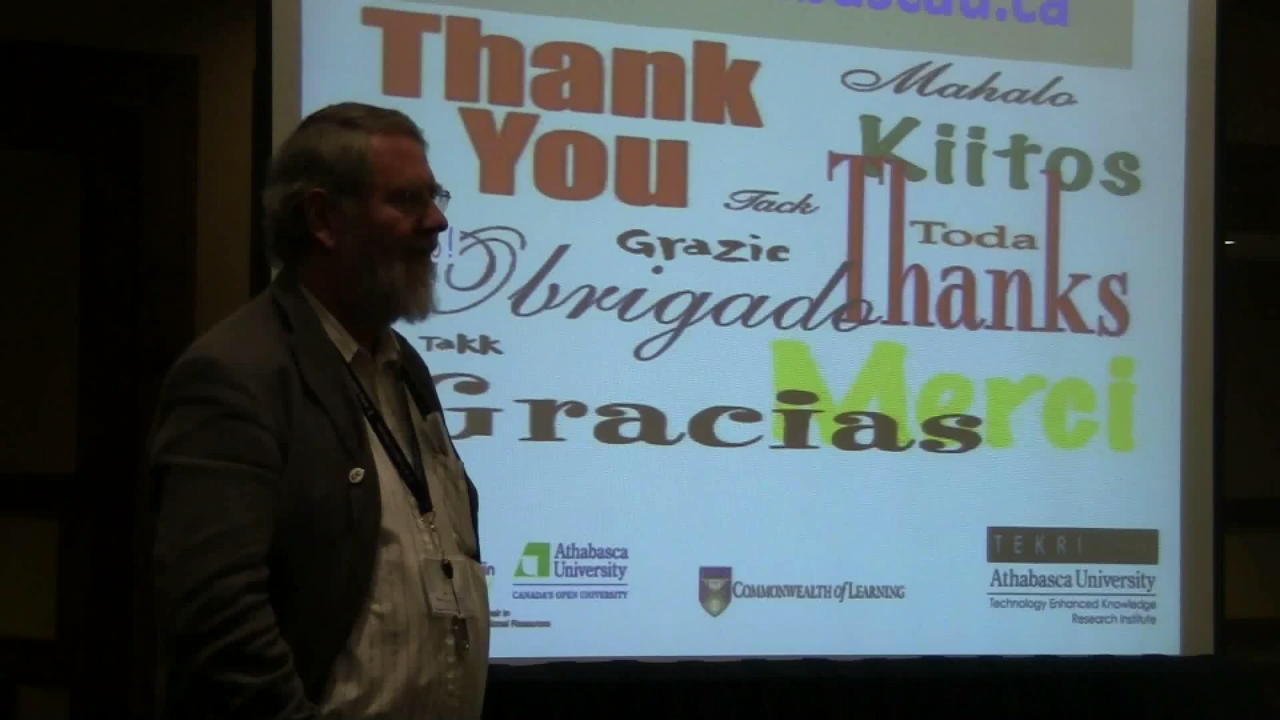 Thank
You
Mahalo
Kiitos
Tack
Thanks
Toda
Grazie
Obrigado
Takk
Gracias
Merci
Athabasca
University
CANADA'S OPEN UNIVERSITY
COMMONWEALTH of LEARNING
TEKRI
Athabasca University
Technology Enhanced Knowledge
Research Institute